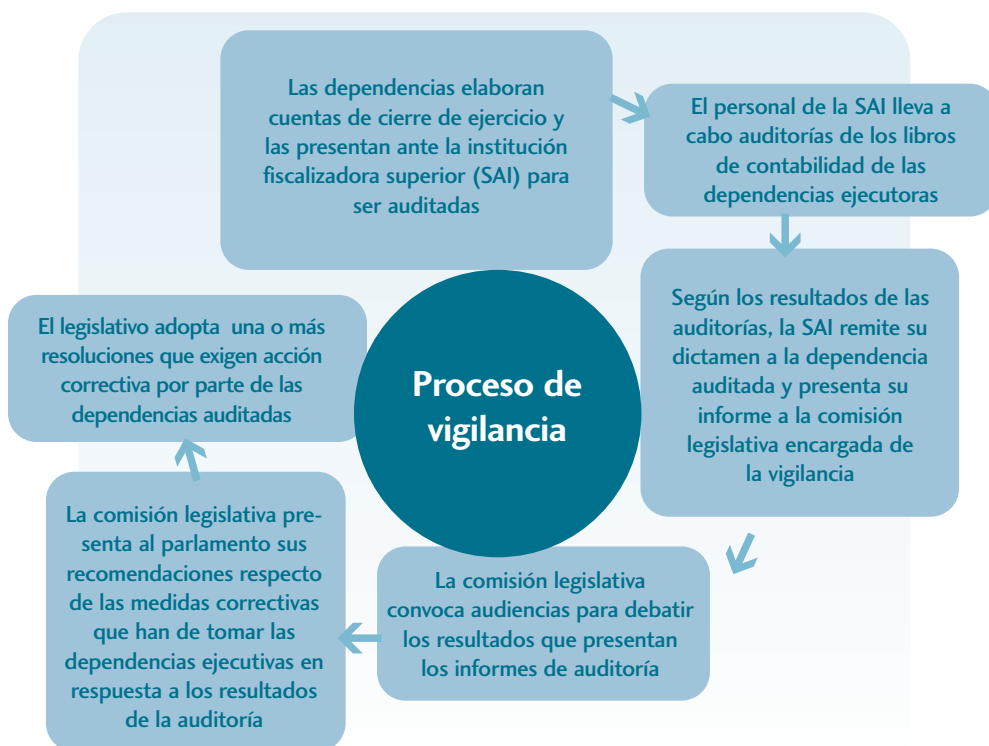 Las dependencias elaboran
cuentas de cierre de ejercicio y
las presentan ante la institución
fiscalizadora superior (SAI) para
ser auditadas
El personal de la SAI lleva a
cabo auditorías de los libros
de contabilidad de las
dependencias ejecutoras
Según los resultados de las
auditorías, la SAI remite su
dictamen a la dependencia
auditada y presenta su
informe a la comisión
legislativa encargada de
la vigilancia
La comisión legislativa
convoca audiencias para debatir
los resultados que presentan
los informes de auditoría
La comisión legislativa pre-
senta al parlamento sus
recomendaciones respecto
de las medidas correctivas
que han de tomar las
dependencias ejecutivas en
respuesta a los resultados
de la auditoría
El legislativo adopta una o más
resoluciones que exigen acción
correctiva por parte de las
dependencias auditadas
Proceso de
vigilancia